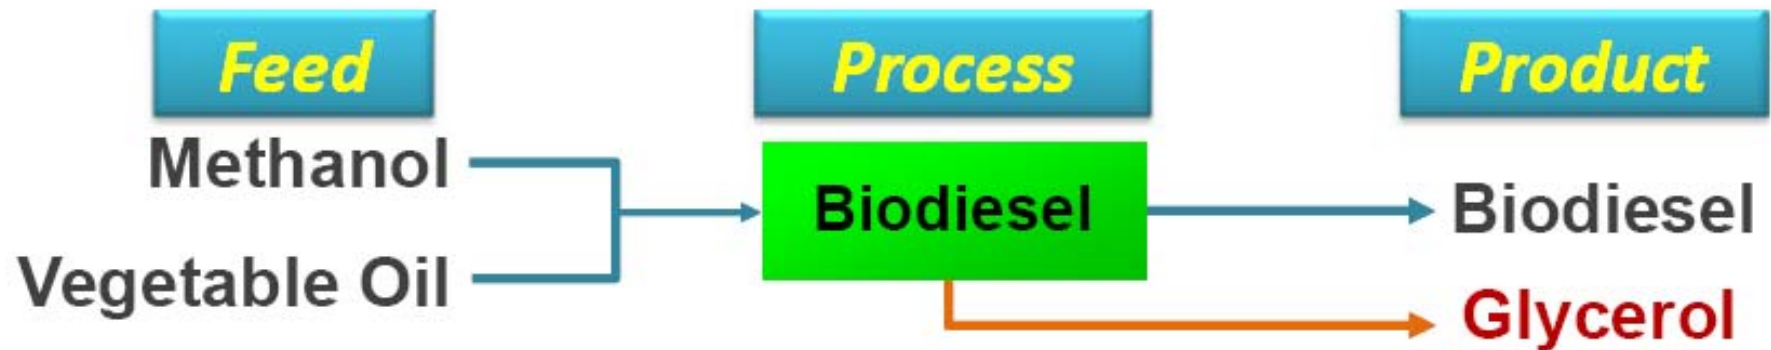 Feed
Process
Product
Methanol
Vegetable Oil
Biodiesel
Biodiesel
Glycerol